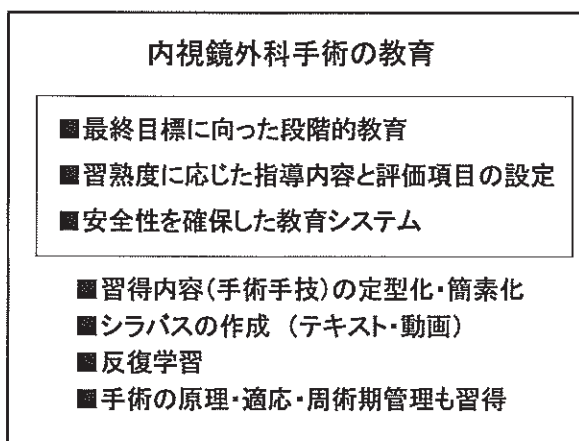 内視鏡外科手術の教育
■最終目標に向った段階的教育
■習熟度に応じた指導内容と評価項目の設定
■安全性を確保した教育システム
■習得内容(手術手技)の定型化・簡素化
■シラバスの作成 (テキスト・動画)
■反復学習
■手術の原理・適応・周術期管理も習得